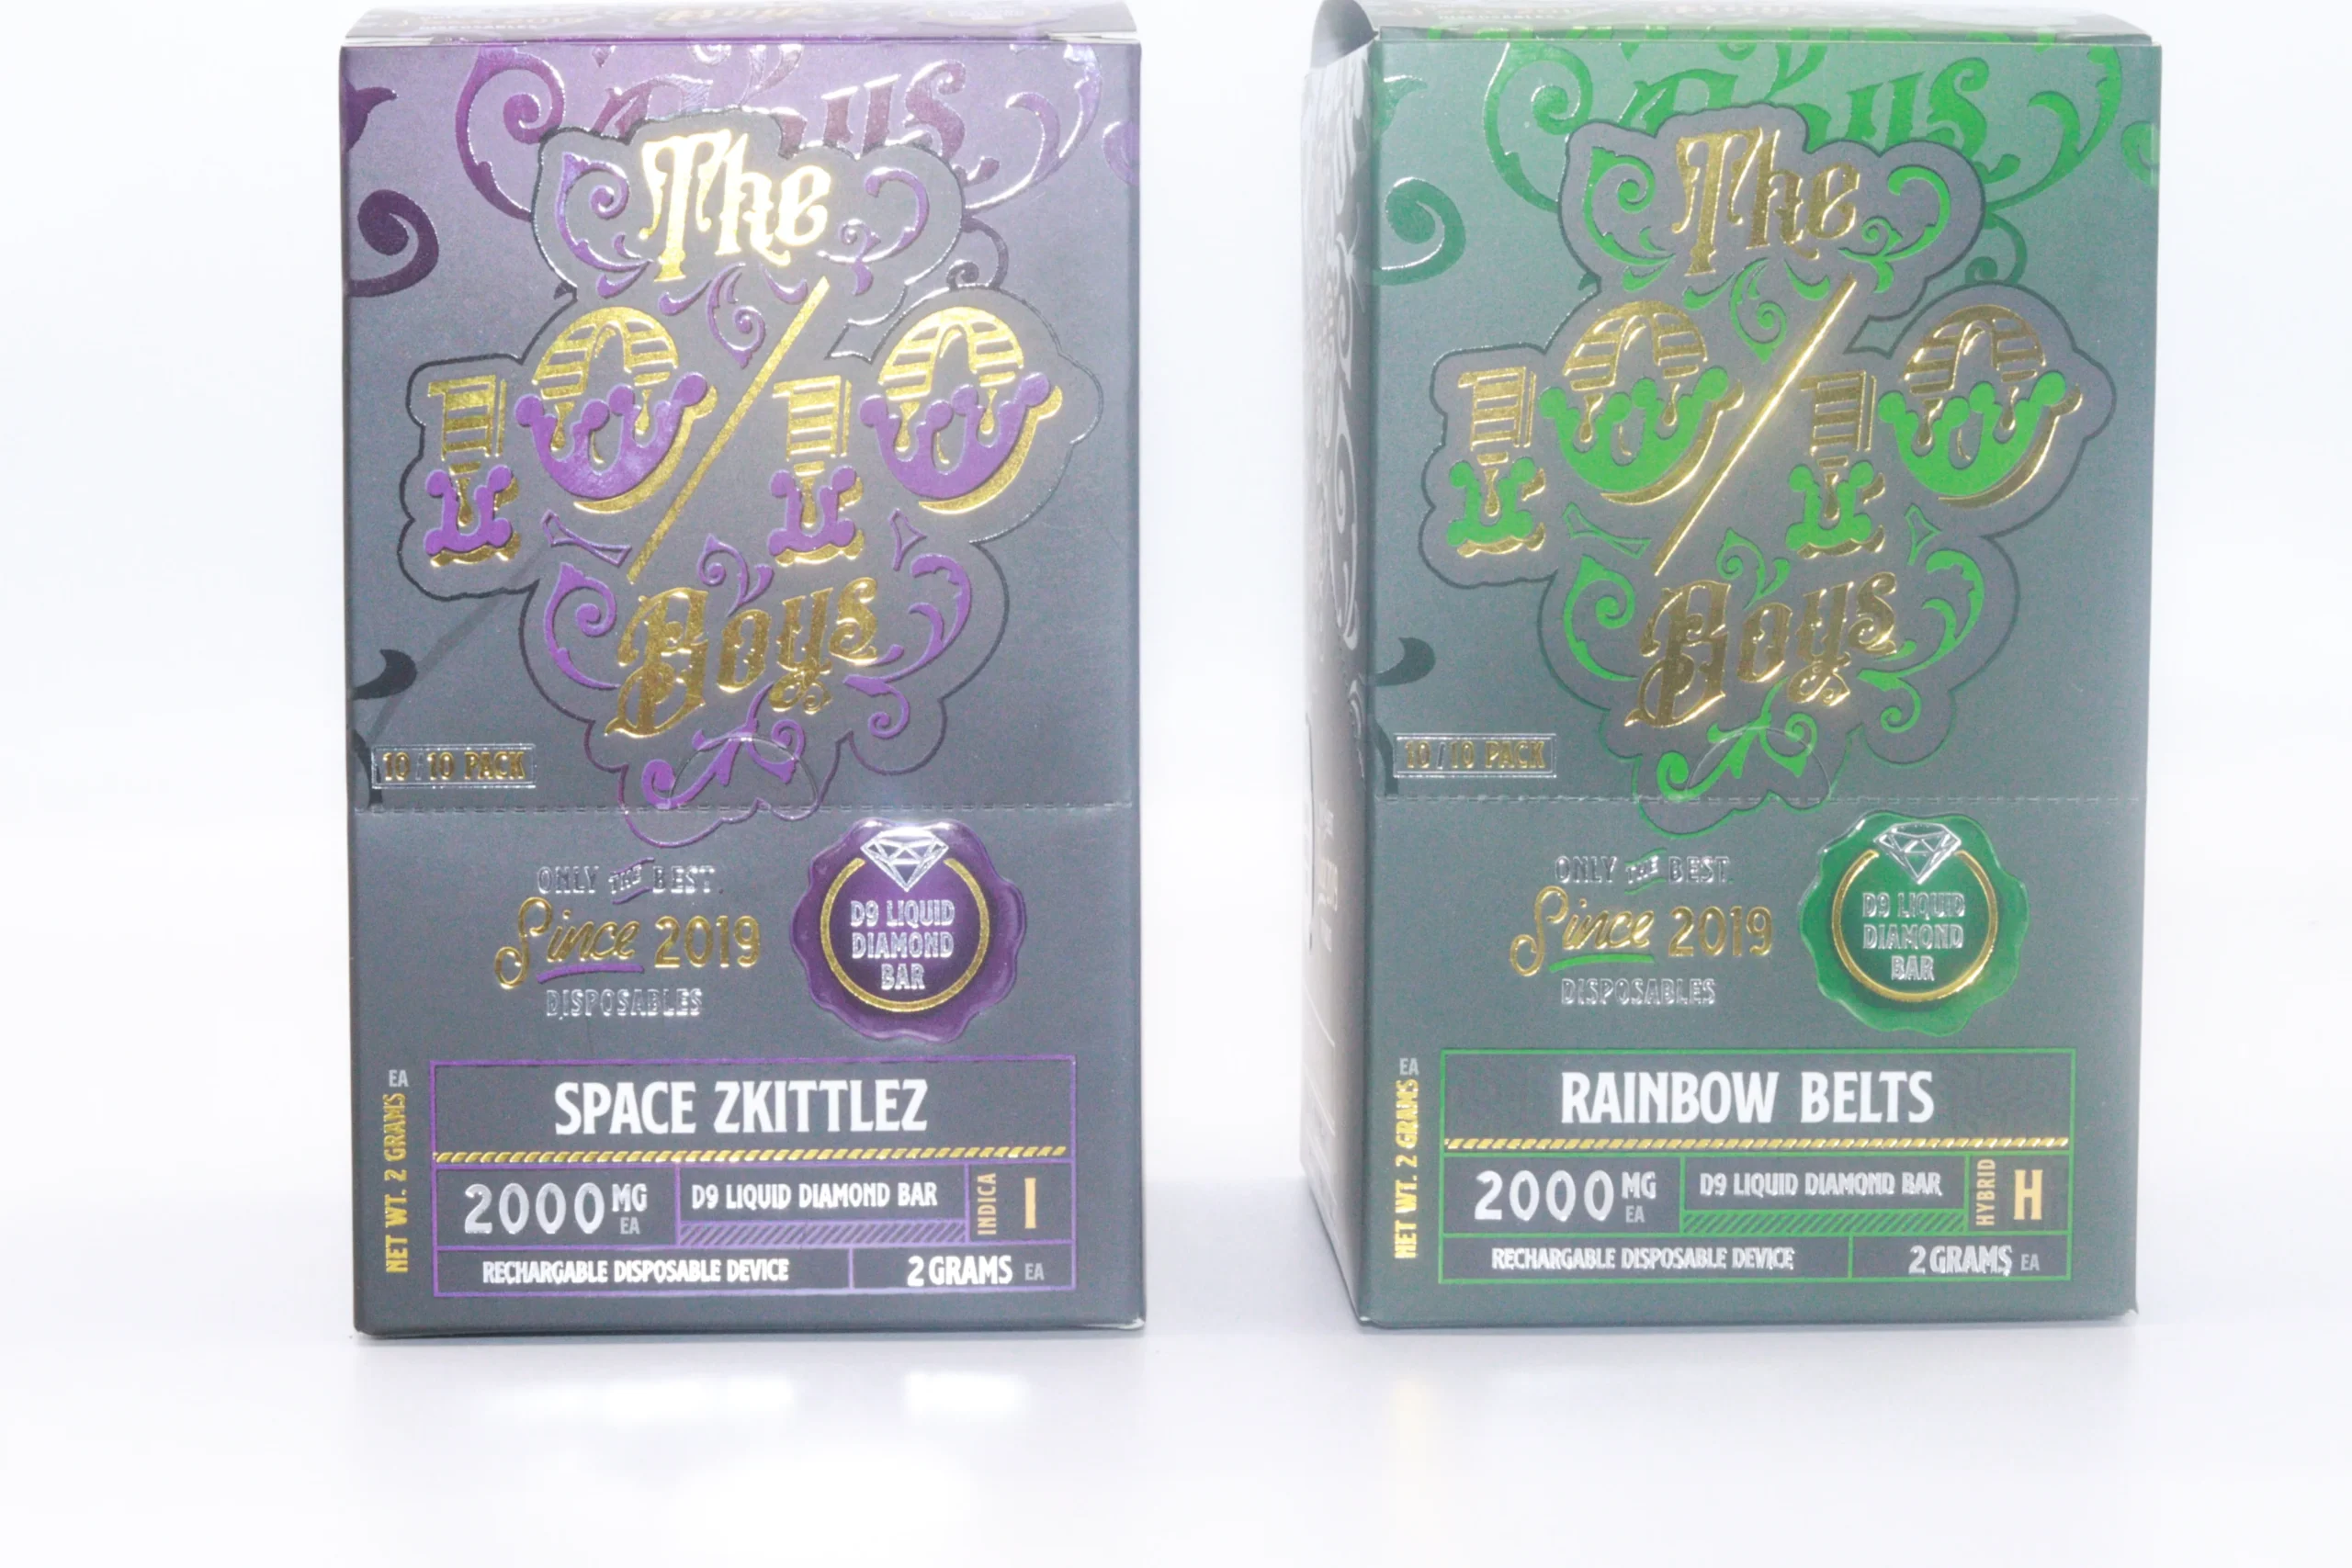 The
10/10
Boys
10/10 PACK
ONLY THE BEST
Since 2019
DISPOSABLES
D9 LIQUID
DIAMOND
BAR
NET WT. 2 GRAMS EA
SPACE ZKITTLEZ
2000 MG EA
D9 LIQUID DIAMOND BAR
INDICA I
RECHARGABLE DISPOSABLE DEVICE
2 GRAMS EA
The
10/10
Boys
10/10 PACK
ONLY THE BEST
Since 2019
DISPOSABLES
D9 LIQUID
DIAMOND
BAR
NET WT. 2 GRAMS EA
RAINBOW BELTS
2000 MG EA
D9 LIQUID DIAMOND BAR
HYBRID H
RECHARGABLE DISPOSABLE DEVICE
2 GRAMS EA